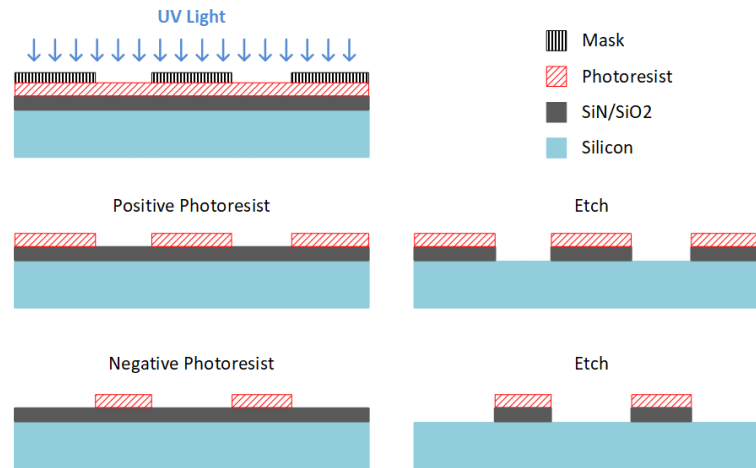 UV Light
Mask
Photoresist
SiN/SiO2
Silicon
Positive Photoresist
Etch
Negative Photoresist
Etch